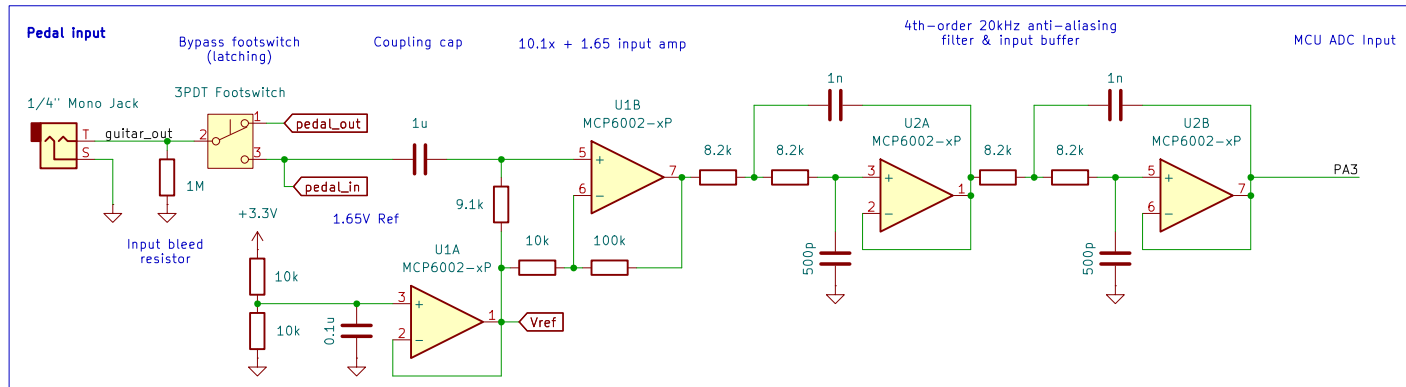 Pedal input
Bypass footswitch
(latching)
Coupling cap
10.1x + 1.65 input amp
4th-order 20kHz anti-aliasing
filter & input buffer
MCU ADC Input
1/4" Mono Jack
3PDT Footswitch
T
S
guitar_out
2
1
3
pedal_out
pedal_in
1M
Input bleed
resistor
1u
9.1k
U1B
MCP6002-xP
5
6
7
+
−
10k
100k
8.2k
8.2k
1n
U2A
MCP6002-xP
3
2
1
+
−
500p
8.2k
8.2k
1n
U2B
MCP6002-xP
5
6
7
+
−
500p
PA3
+3.3V
1.65V Ref
10k
10k
0.1u
U1A
MCP6002-xP
3
2
1
+
−
Vref